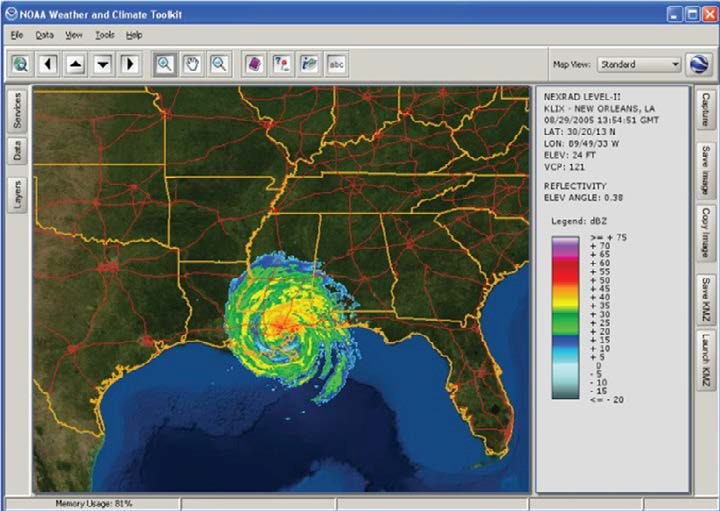 NOAA Weather and Climate Toolkit
File Data View Tools Help
abc
Map View: Standard
Services
Data
Layers
NEXRAD LEVEL-II
KLIX - NEW ORLEANS, LA
08/29/2005 13:54:51 GMT
LAT: 30/20/13 N
LON: 89/49/33 W
ELEV: 24 FT
VCP: 121
REFLECTIVITY
ELEV ANGLE: 0.38
Legend: dBZ
>= + 75
+ 70
+ 65
+ 60
+ 55
+ 50
+ 45
+ 40
+ 35
+ 30
+ 25
+ 20
+ 15
+ 10
+ 5
0
- 5
- 10
- 15
<= - 20
Capture
Save Image
Copy Image
Save KMZ
Launch KMZ
Memory Usage: 81%